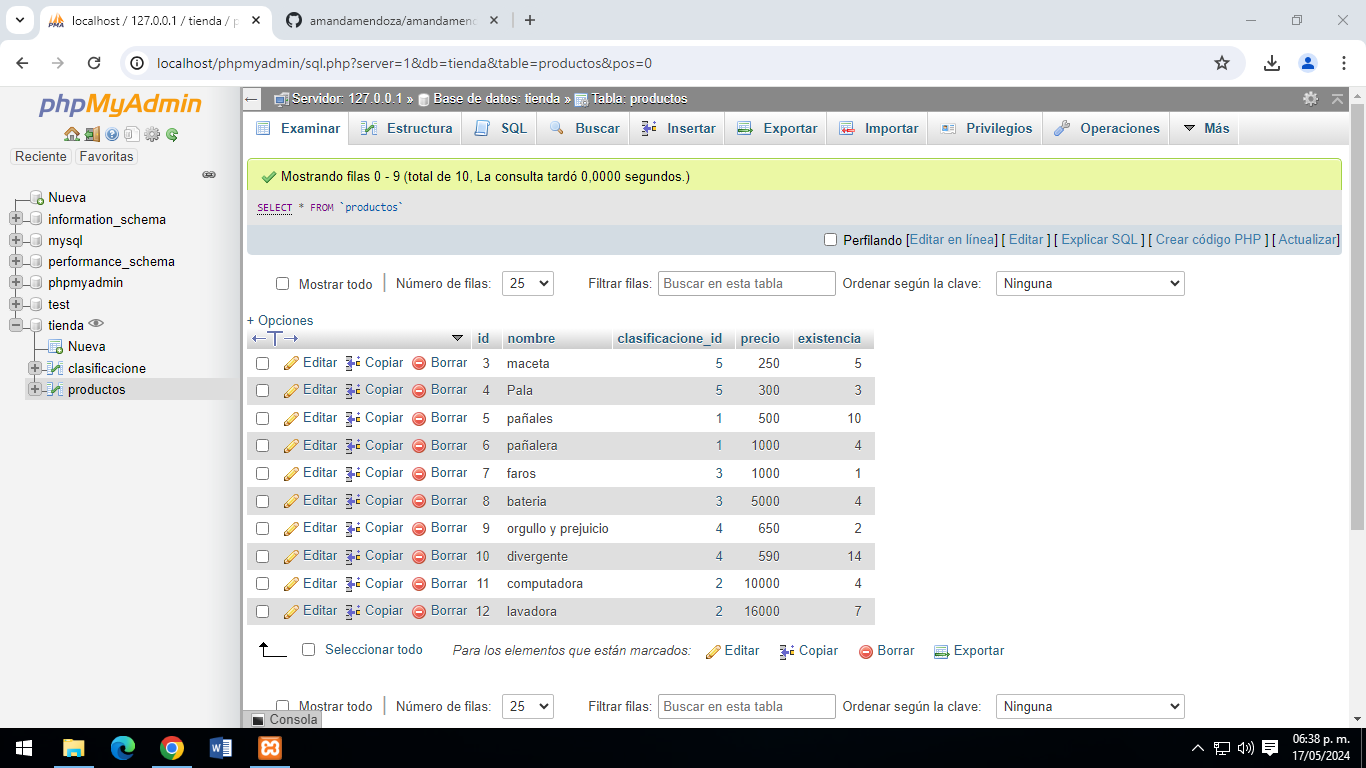 localhost / 127.0.0.1 / tienda / p
amandamendoza/amandamend
localhost/phpmyadmin/sql.php?server=1&db=tienda&table=productos&pos=0
phpMyAdmin
Reciente Favoritas
Nueva
information_schema
mysql
performance_schema
phpmyadmin
test
tienda
Nueva
clasificacione
productos
Servidor: 127.0.0.1 » Base de datos: tienda » Tabla: productos
Examinar Estructura SQL Buscar Insertar Exportar Importar Privilegios Operaciones Más
Mostrando filas 0 - 9 (total de 10, La consulta tardó 0,0000 segundos.)
SELECT * FROM `productos`
Perfilando [Editar en línea] [ Editar ] [ Explicar SQL ] [ Crear código PHP ] [ Actualizar]
Mostrar todo Número de filas: 25 Filtrar filas: Buscar en esta tabla Ordenar según la clave: Ninguna
+ Opciones
←T→ id nombre clasificacione_id precio existencia
Editar Copiar Borrar 3 maceta 5 250 5
Editar Copiar Borrar 4 Pala 5 300 3
Editar Copiar Borrar 5 pañales 1 500 10
Editar Copiar Borrar 6 pañalera 1 1000 4
Editar Copiar Borrar 7 faros 3 1000 1
Editar Copiar Borrar 8 bateria 3 5000 4
Editar Copiar Borrar 9 orgullo y prejuicio 4 650 2
Editar Copiar Borrar 10 divergente 4 590 14
Editar Copiar Borrar 11 computadora 2 10000 4
Editar Copiar Borrar 12 lavadora 2 16000 7
Seleccionar todo Para los elementos que están marcados: Editar Copiar Borrar Exportar
Mostrar todo Número de filas: 25 Filtrar filas: Buscar en esta tabla Ordenar según la clave: Ninguna
Consola
06:38 p. m.
17/05/2024